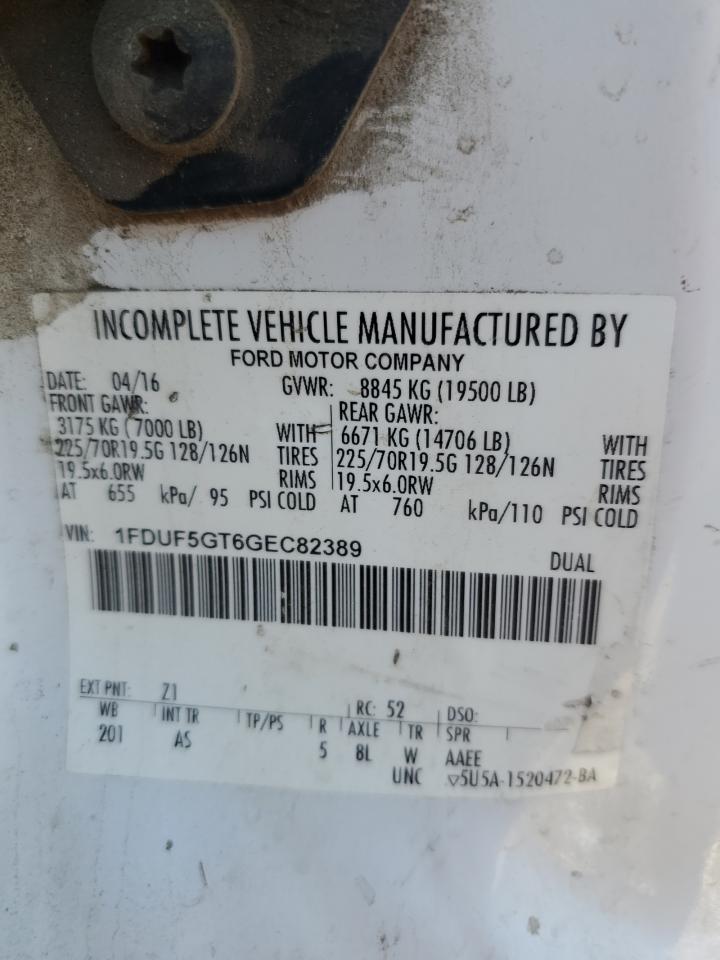 INCOMPLETE VEHICLE MANUFACTURED BY
FORD MOTOR COMPANY
DATE: 04/16 GVWR: 8845 KG (19500 LB)
FRONT GAWR: REAR GAWR:
3175 KG (7000 LB) WITH 6671 KG (14706 LB) WITH
225/70R19.5G 128/126N TIRES 225/70R19.5G 128/126N TIRES
19.5x6.0RW RIMS 19.5x6.0RW RIMS
AT 655 kPa/ 95 PSI COLD AT 760 kPa/110 PSI COLD
VIN: 1FDUF5GT6GEC82389 DUAL
EXT PNT: Z1 RC: 52 DSO:
WB INT TR TP/PS R AXLE TR SPR
201 AS 5 8L W AAEE
UNC ▽5U5A-1520472-BA